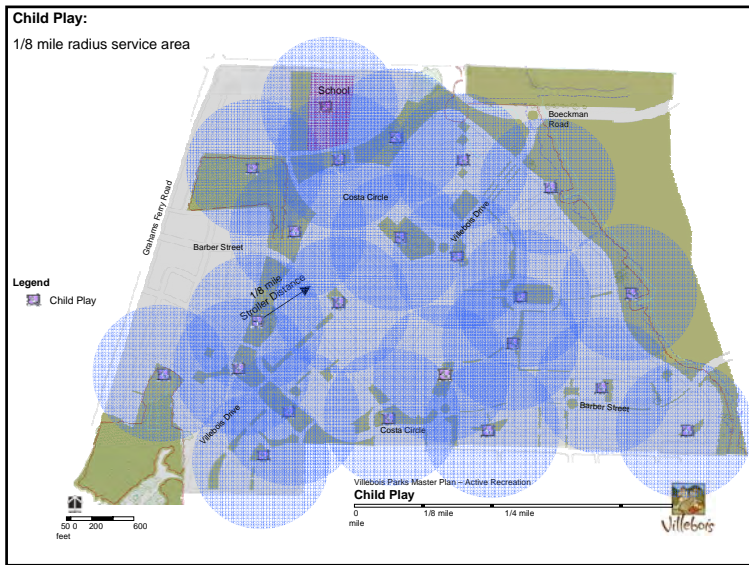 Child Play:
1/8 mile radius service area
School
Boeckman
Road
Costa Circle
Villebois Drive
Grahams Ferry Road
Barber Street
1/8 mile
Stroller Distance
Legend
Child Play
Villebois Drive
Costa Circle
Barber Street
Villebois Parks Master Plan – Active Recreation
Child Play
0
mile
1/8 mile
1/4 mile
50 0 200 600
feet
Villebois